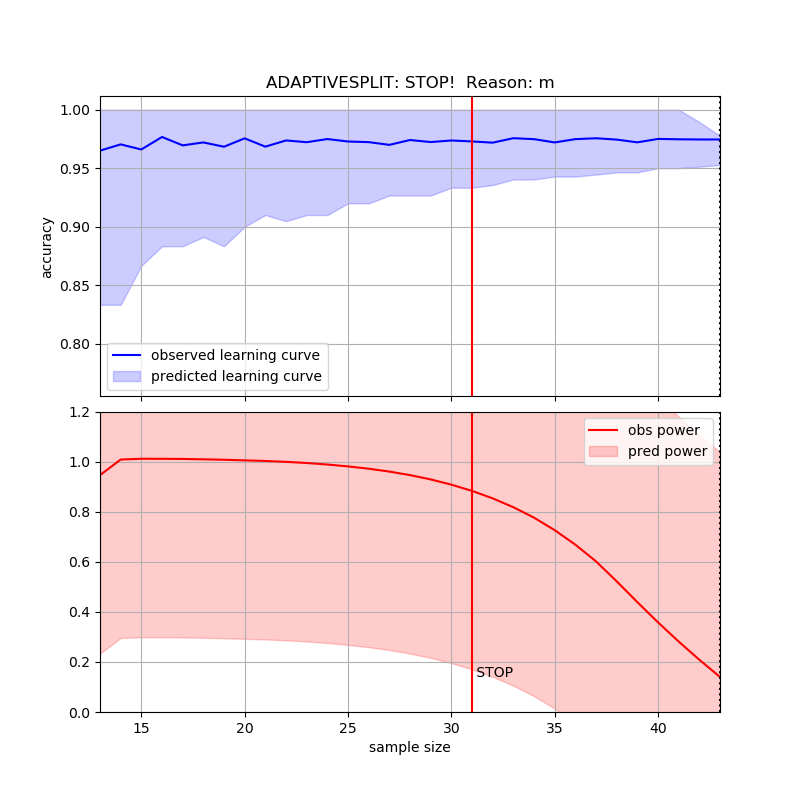 ADAPTIVESPLIT: STOP!  Reason: m
1.00
0.95
0.90
0.85
0.80
accuracy
observed learning curve
predicted learning curve
1.2
1.0
0.8
0.6
0.4
0.2
0.0
obs power
pred power
STOP
15 20 25 30 35 40
sample size